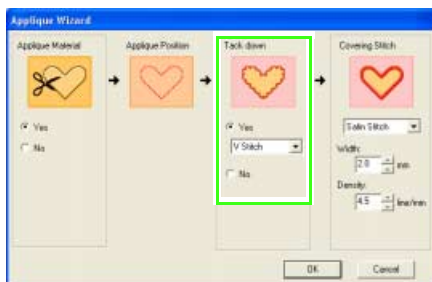 Applique Wizard
Applique Material
Applique Position
Tack down
Covering Stitch
Yes
No
Yes
V Stitch
No
Satin Stitch
Width:
2.0 mm
Density:
4.5 line/mm
OK
Cancel